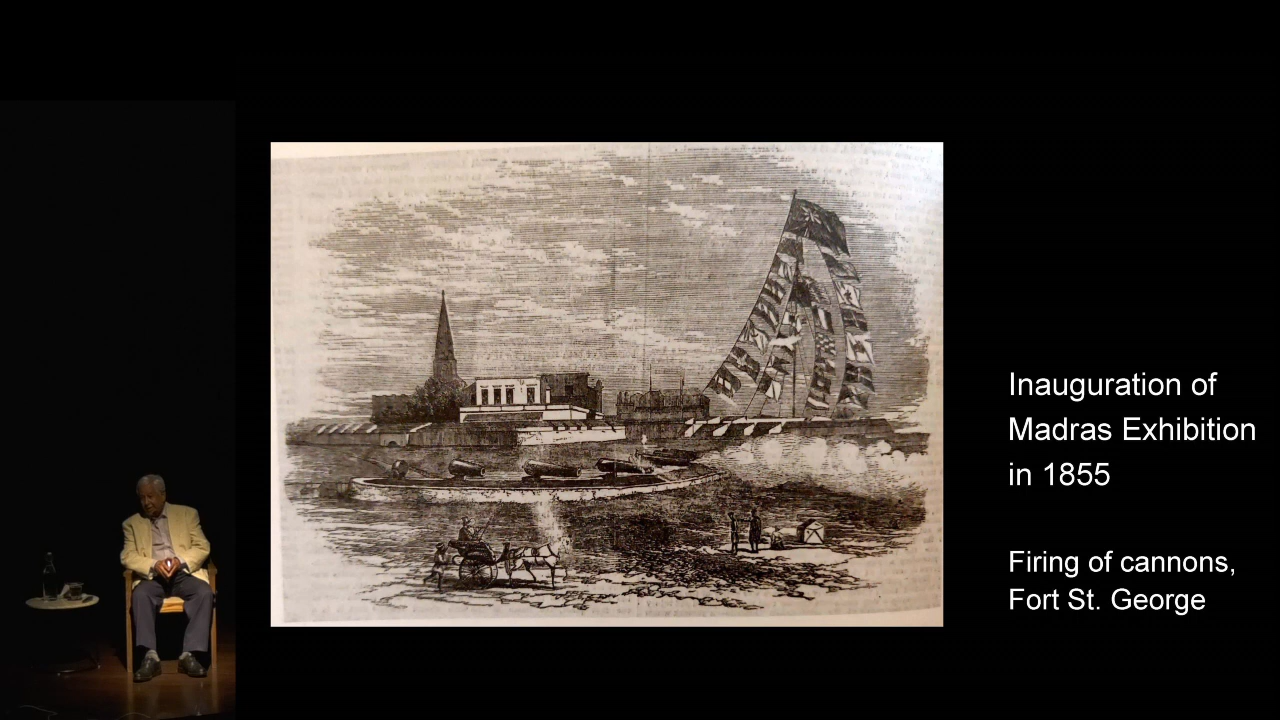 Inauguration of
Madras Exhibition
in 1855
Firing of cannons,
Fort St. George